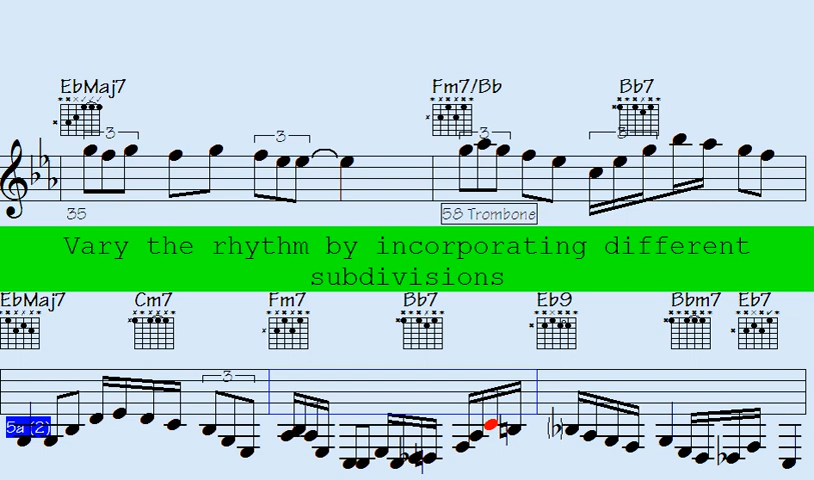 EbMaj7 Fm7/Bb Bb7
3 3 3 3
35 58 Trombone
Vary the rhythm by incorporating different
subdivisions
EbMaj7 Cm7 Fm7 Bb7 Eb9 Bbm7 Eb7
3
5a (2)